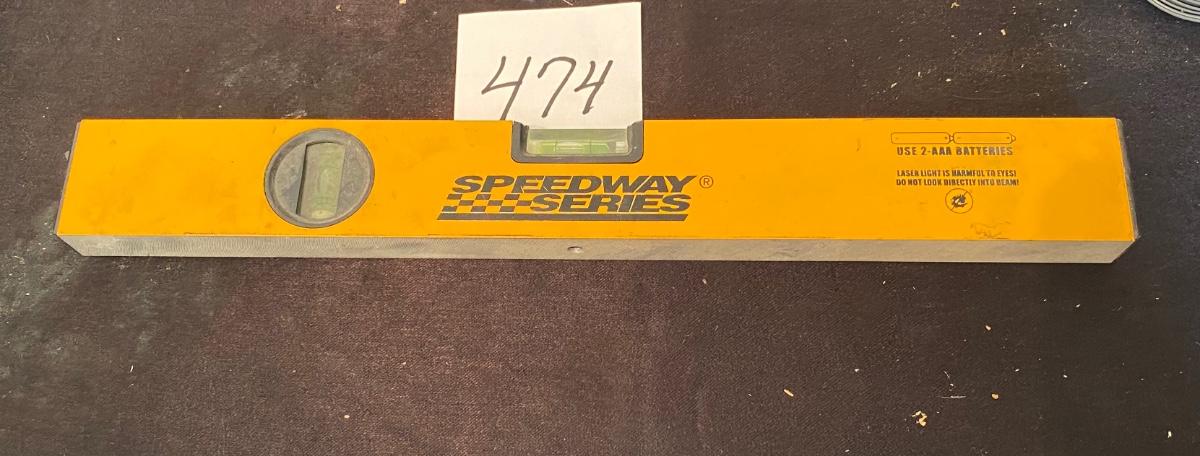 474
SPEEDWAY®
SERIES
USE 2-AAA BATTERIES
LASER LIGHT IS HARMFUL TO EYES!
DO NOT LOOK DIRECTLY INTO BEAM!